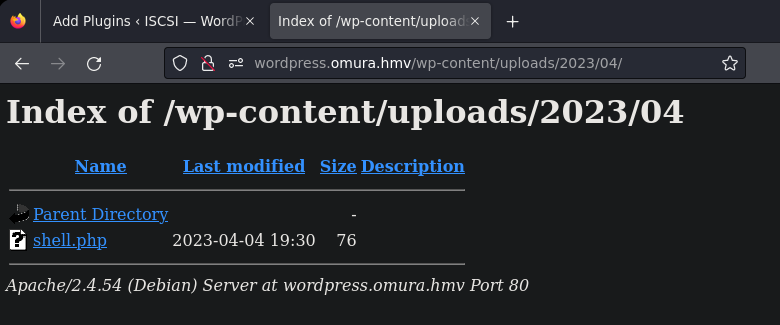 Add Plugins ‹ ISCSI — WordP
Index of /wp-content/upload
wordpress.omura.hmv/wp-content/uploads/2023/04/
Index of /wp-content/uploads/2023/04
Name Last modified Size Description
Parent Directory -
shell.php 2023-04-04 19:30 76
Apache/2.4.54 (Debian) Server at wordpress.omura.hmv Port 80